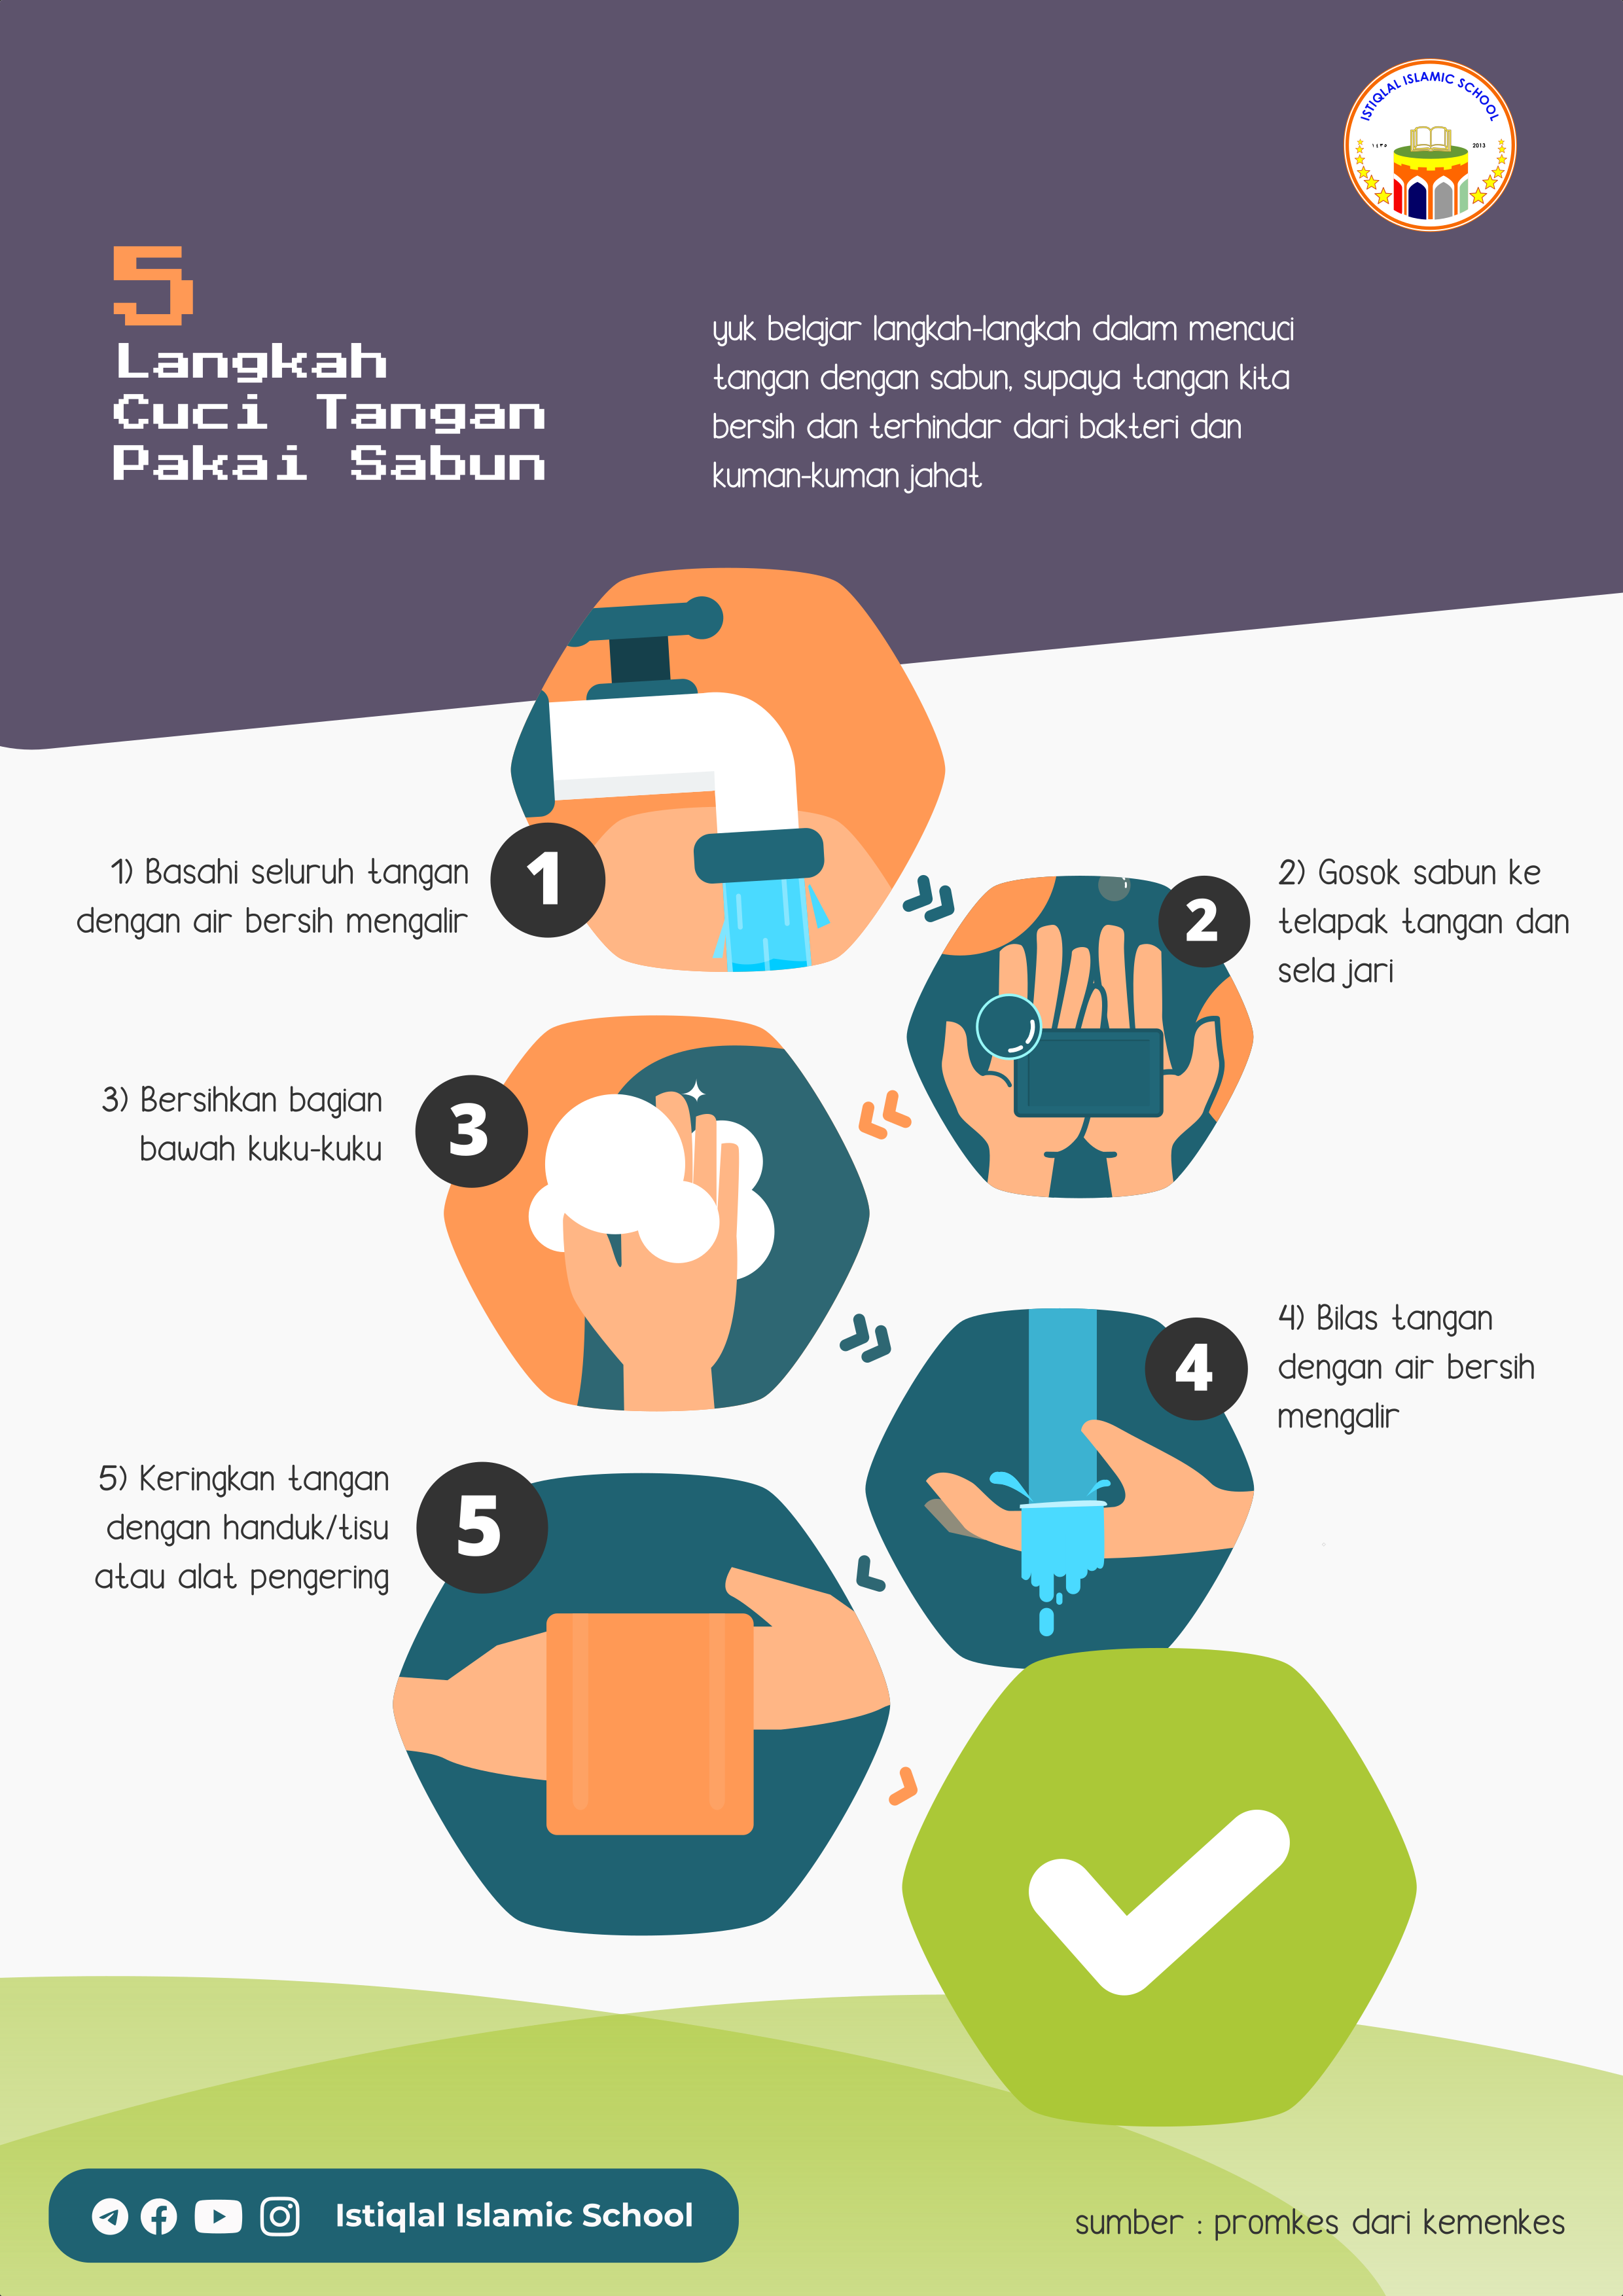 ISTIQLAL ISLAMIC SCHOOL
١٤٣٥
2013
5
Langkah
Cuci Tangan
Pakai Sabun
yuk belajar langkah-langkah dalam mencuci
tangan dengan sabun, supaya tangan kita
bersih dan terhindar dari bakteri dan
kuman-kuman jahat
1
1) Basahi seluruh tangan
dengan air bersih mengalir
2
2) Gosok sabun ke
telapak tangan dan
sela jari
3
3) Bersihkan bagian
bawah kuku-kuku
4
4) Bilas tangan
dengan air bersih
mengalir
5
5) Keringkan tangan
dengan handuk/tisu
atau alat pengering
Istiqlal Islamic School
sumber : promkes dari kemenkes